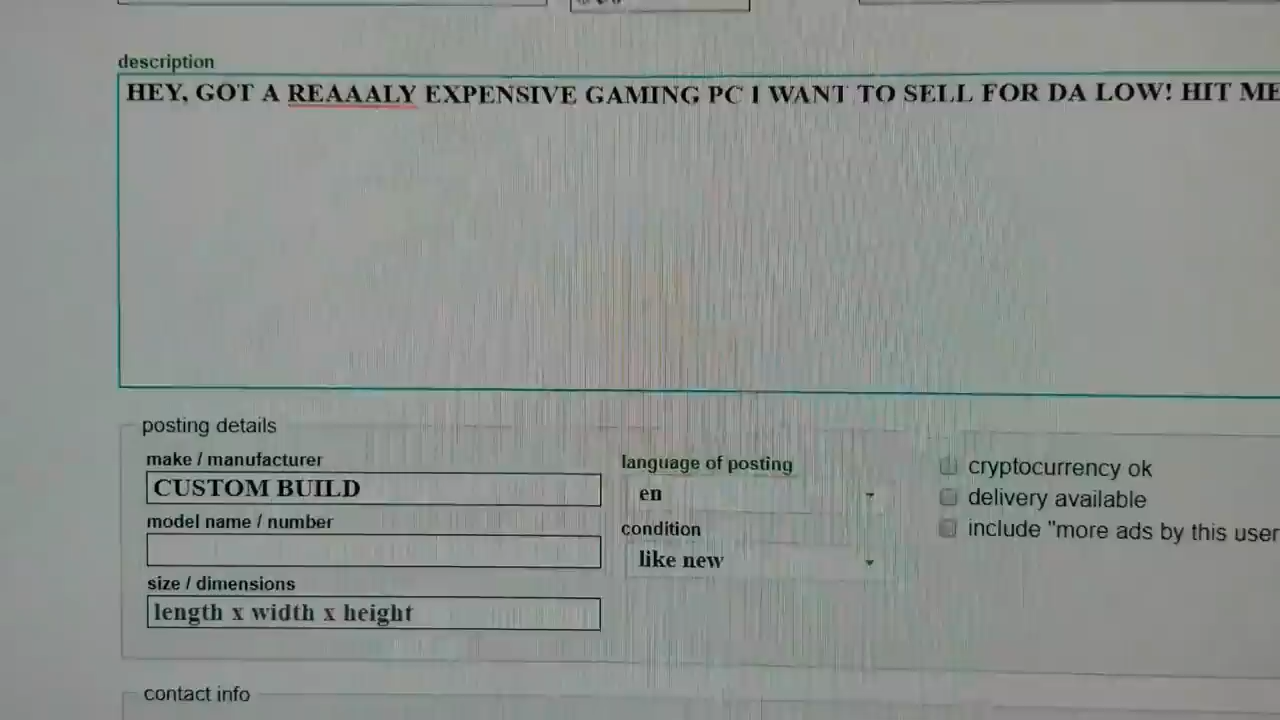 description
HEY, GOT A REAAALY EXPENSIVE GAMING PC I WANT TO SELL FOR DA LOW! HIT ME
posting details
make / manufacturer
CUSTOM BUILD
model name / number
size / dimensions
length x width x height
language of posting
en
condition
like new
cryptocurrency ok
delivery available
include "more ads by this user
contact info